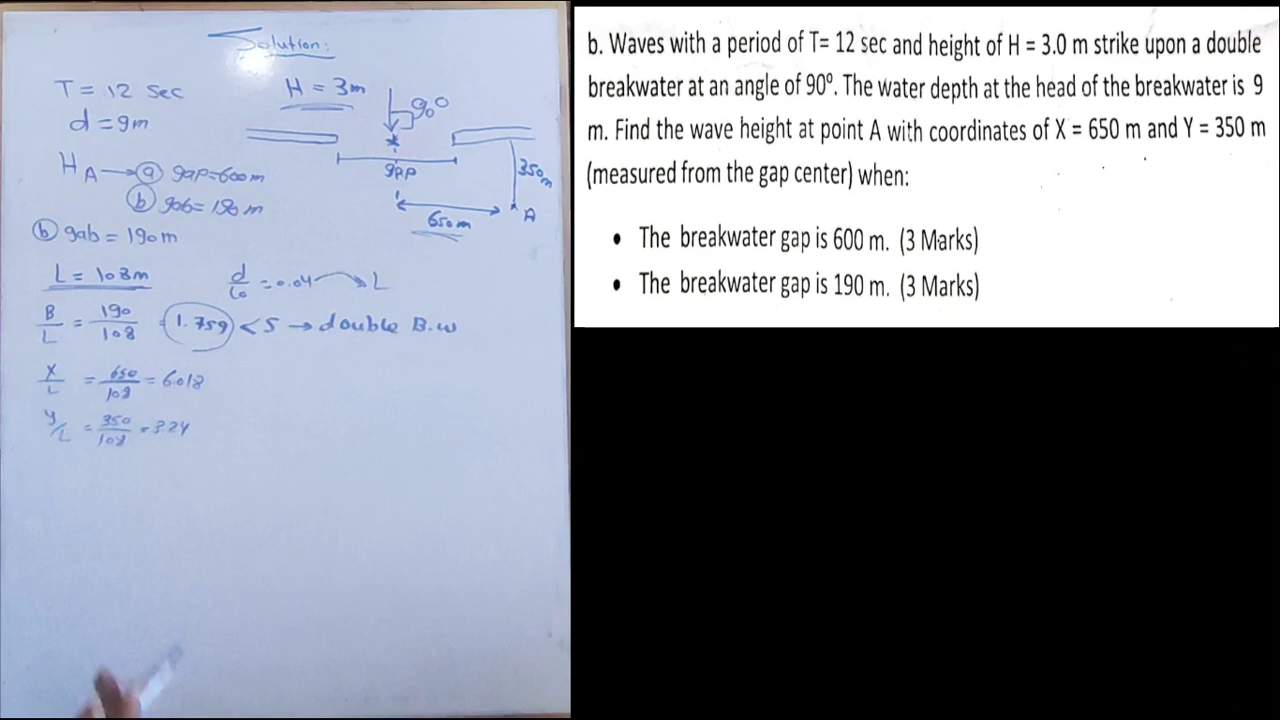 Solution:
T = 12 sec
H = 3m
90°
d = 9m
HA → ⓐ gap=600m
ⓑ gab = 190 m
gap
350m
650m
A
ⓑ gab = 190m
L = 108m
d/Lo = 0.04 → L
B/L = 190/108 = 1.759 < 5 → double B.w
X/L = 650/108 = 6.018
y/L = 350/108 = 3.24
b. Waves with a period of T= 12 sec and height of H = 3.0 m strike upon a double
breakwater at an angle of 90°. The water depth at the head of the breakwater is 9
m. Find the wave height at point A with coordinates of X = 650 m and Y = 350 m
(measured from the gap center) when:
• The breakwater gap is 600 m. (3 Marks)
• The breakwater gap is 190 m. (3 Marks)